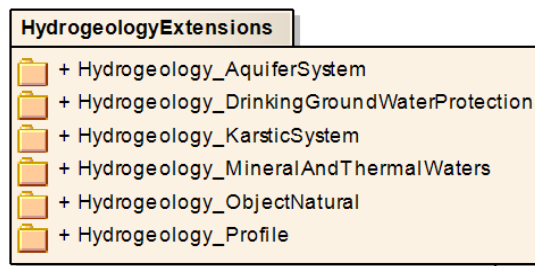 HydrogeologyExtensions
+ Hydrogeology_AquiferSystem
+ Hydrogeology_DrinkingGroundWaterProtection
+ Hydrogeology_KarsticSystem
+ Hydrogeology_MineralAndThermalWaters
+ Hydrogeology_ObjectNatural
+ Hydrogeology_Profile